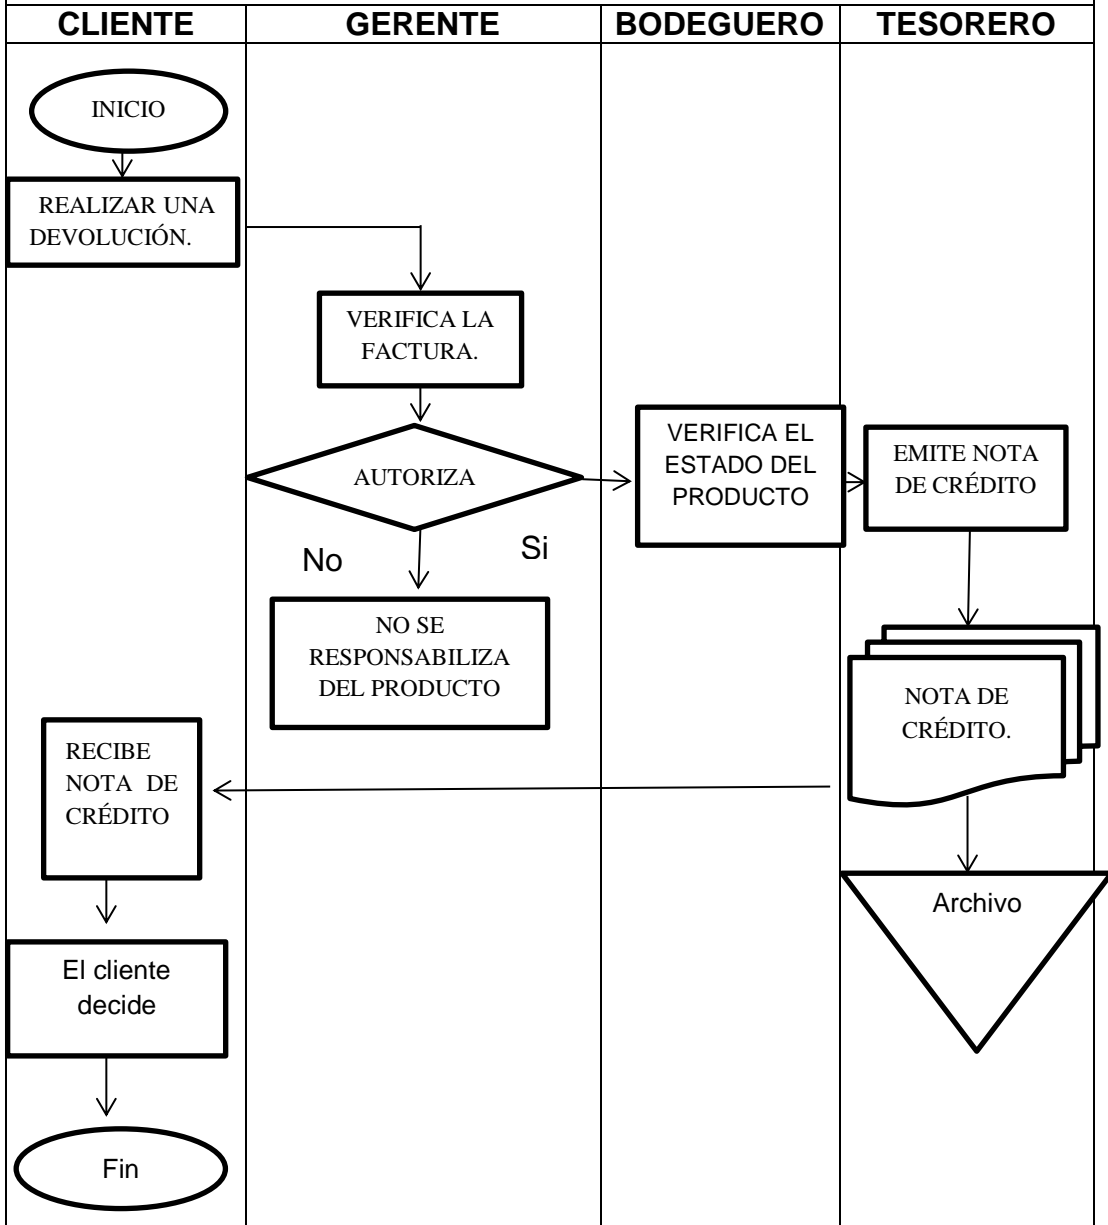 CLIENTE GERENTE BODEGUERO TESORERO
INICIO
REALIZAR UNA
DEVOLUCIÓN.
VERIFICA LA
FACTURA.
AUTORIZA
No
Si
VERIFICA EL
ESTADO DEL
PRODUCTO
EMITE NOTA
DE CRÉDITO
NO SE
RESPONSABILIZA
DEL PRODUCTO
NOTA DE
CRÉDITO.
RECIBE
NOTA DE
CRÉDITO
Archivo
El cliente
decide
Fin